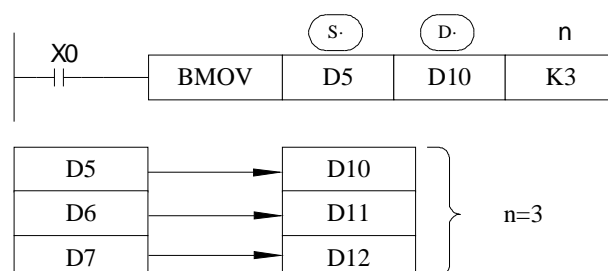 S· D· n
X0
BMOV D5 D10 K3
D5 D10
D6 D11 n=3
D7 D12